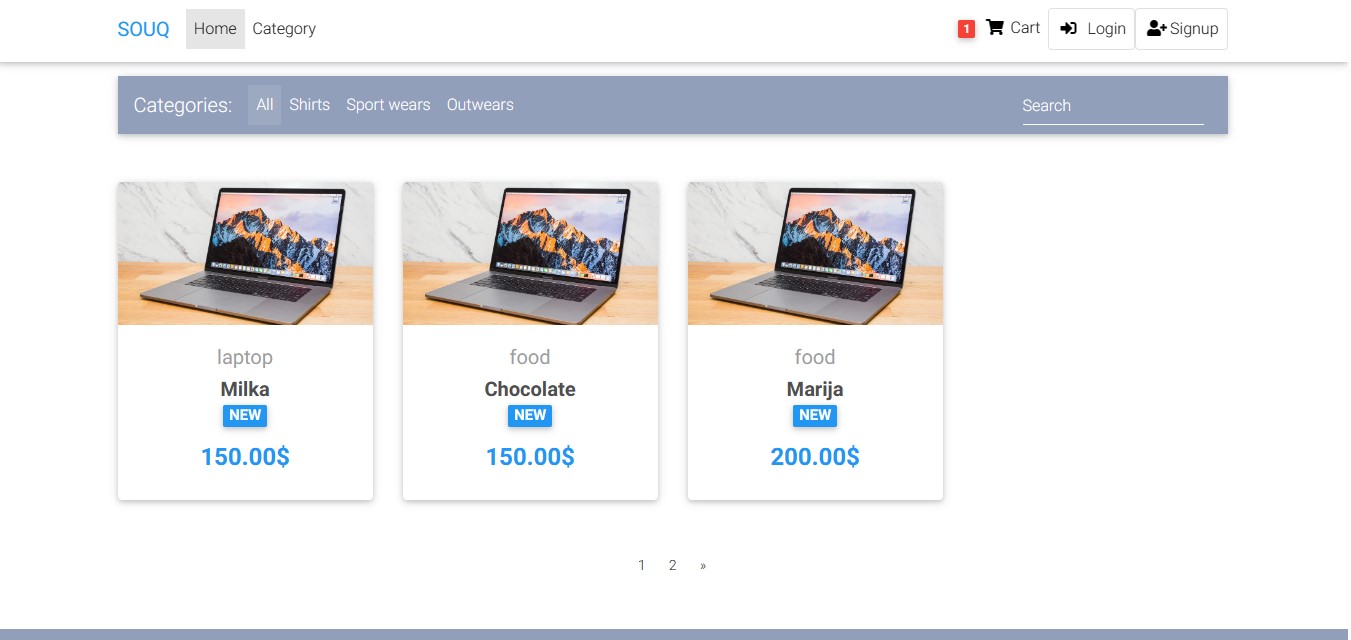 SOUQ Home Category 1 Cart Login Signup
Categories: All Shirts Sport wears Outwears Search
laptop
Milka
NEW
150.00$
food
Chocolate
NEW
150.00$
food
Marija
NEW
200.00$
1 2 »